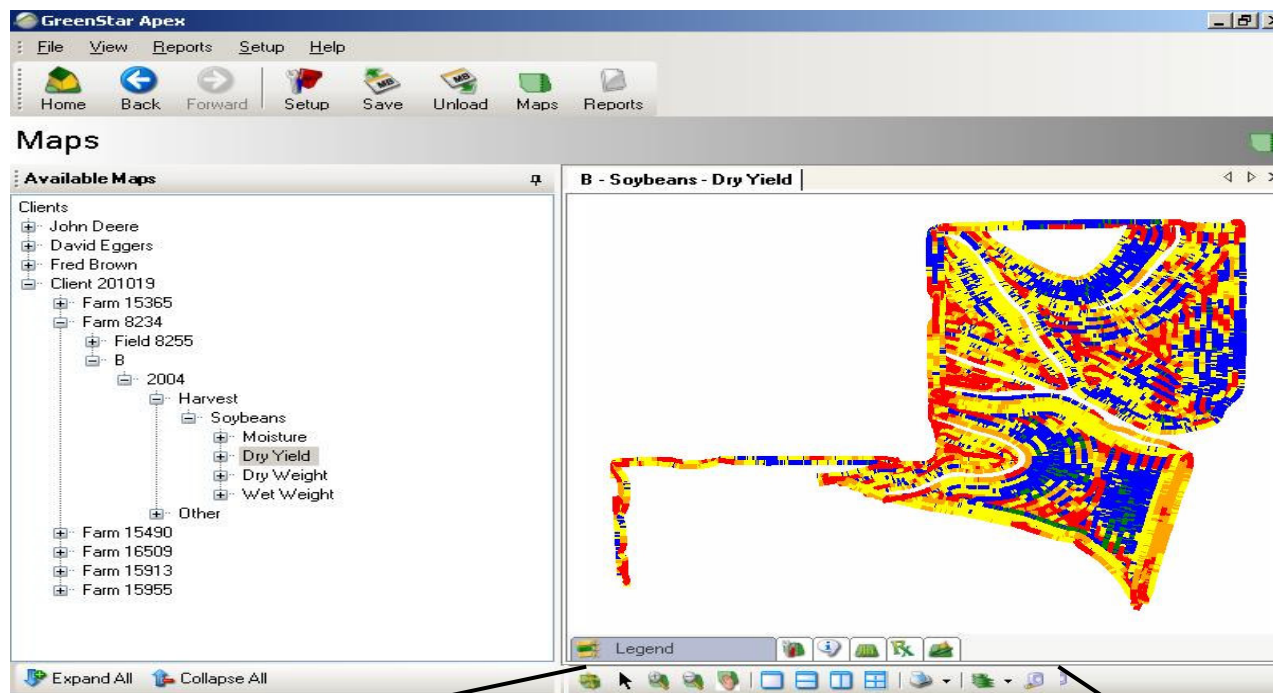 GreenStar Apex
File View Reports Setup Help
Home Back Forward Setup Save Unload Maps Reports
Maps
Available Maps
B - Soybeans - Dry Yield
Clients
John Deere
David Eggers
Fred Brown
Client 201019
Farm 15365
Farm 8234
Field 8255
B
2004
Harvest
Soybeans
Moisture
Dry Yield
Dry Weight
Wet Weight
Other
Farm 15490
Farm 16509
Farm 15913
Farm 15955
Legend
Expand All Collapse All